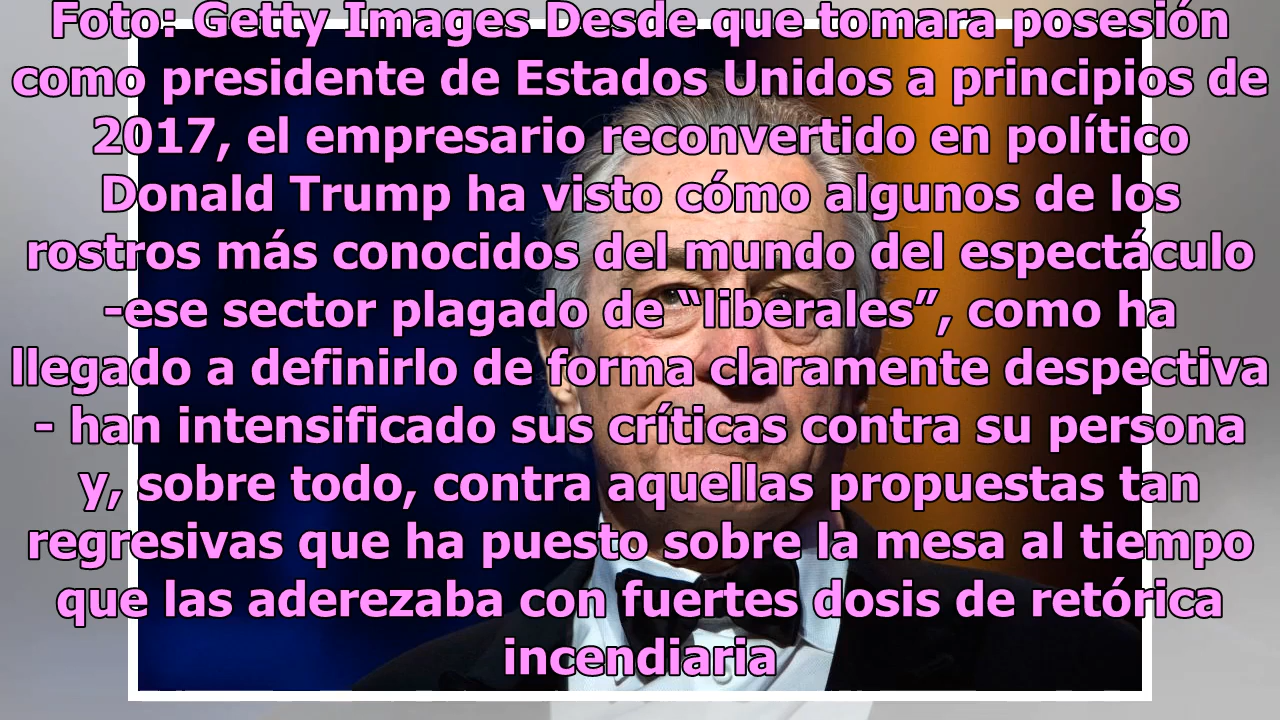 Foto: Getty Images Desde que tomara posesión
como presidente de Estados Unidos a principios de
2017, el empresario reconvertido en político
Donald Trump ha visto cómo algunos de los
rostros más conocidos del mundo del espectáculo
-ese sector plagado de “liberales”, como ha
llegado a definirlo de forma claramente despectiva
- han intensificado sus críticas contra su persona
y, sobre todo, contra aquellas propuestas tan
regresivas que ha puesto sobre la mesa al tiempo
que las aderezaba con fuertes dosis de retórica
incendiaria